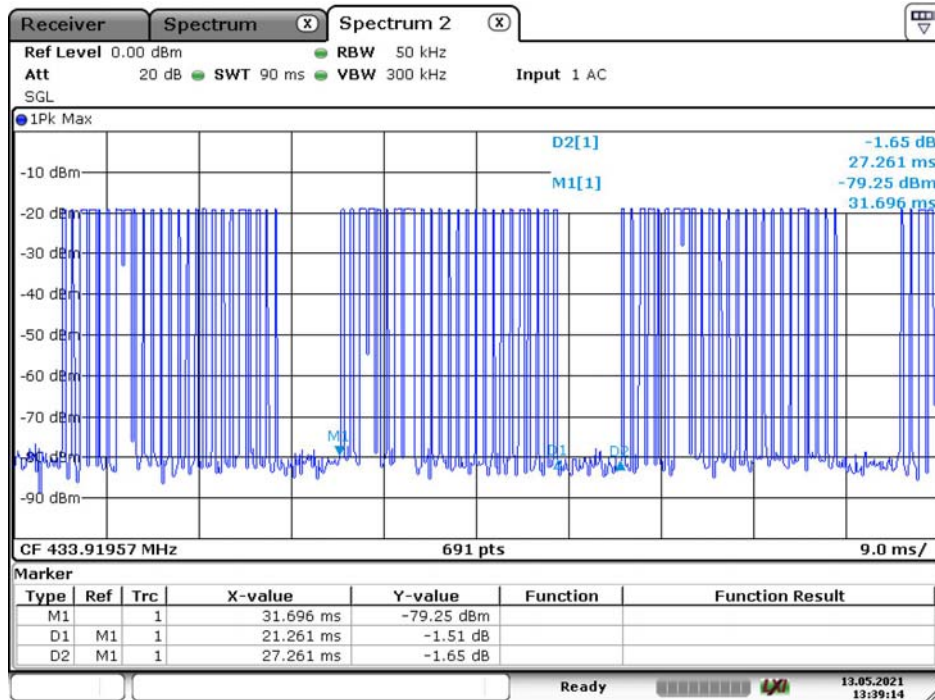 Receiver Spectrum X Spectrum 2 X
Ref Level 0.00 dBm RBW 50 kHz
Att 20 dB SWT 90 ms VBW 300 kHz Input 1 AC
SGL
1Pk Max
D2[1] -1.65 dB
27.261 ms
-10 dBm
M1[1] -79.25 dBm
31.696 ms
-20 dBm
-30 dBm
-40 dBm
-50 dBm
-60 dBm
-70 dBm
M1
D1 D2
-80 dBm
-90 dBm
CF 433.91957 MHz 691 pts 9.0 ms/
Marker
Type Ref Trc X-value Y-value Function Function Result
M1 1 31.696 ms -79.25 dBm
D1 M1 1 21.261 ms -1.51 dB
D2 M1 1 27.261 ms -1.65 dB
Ready LXI 13.05.2021
13:39:14